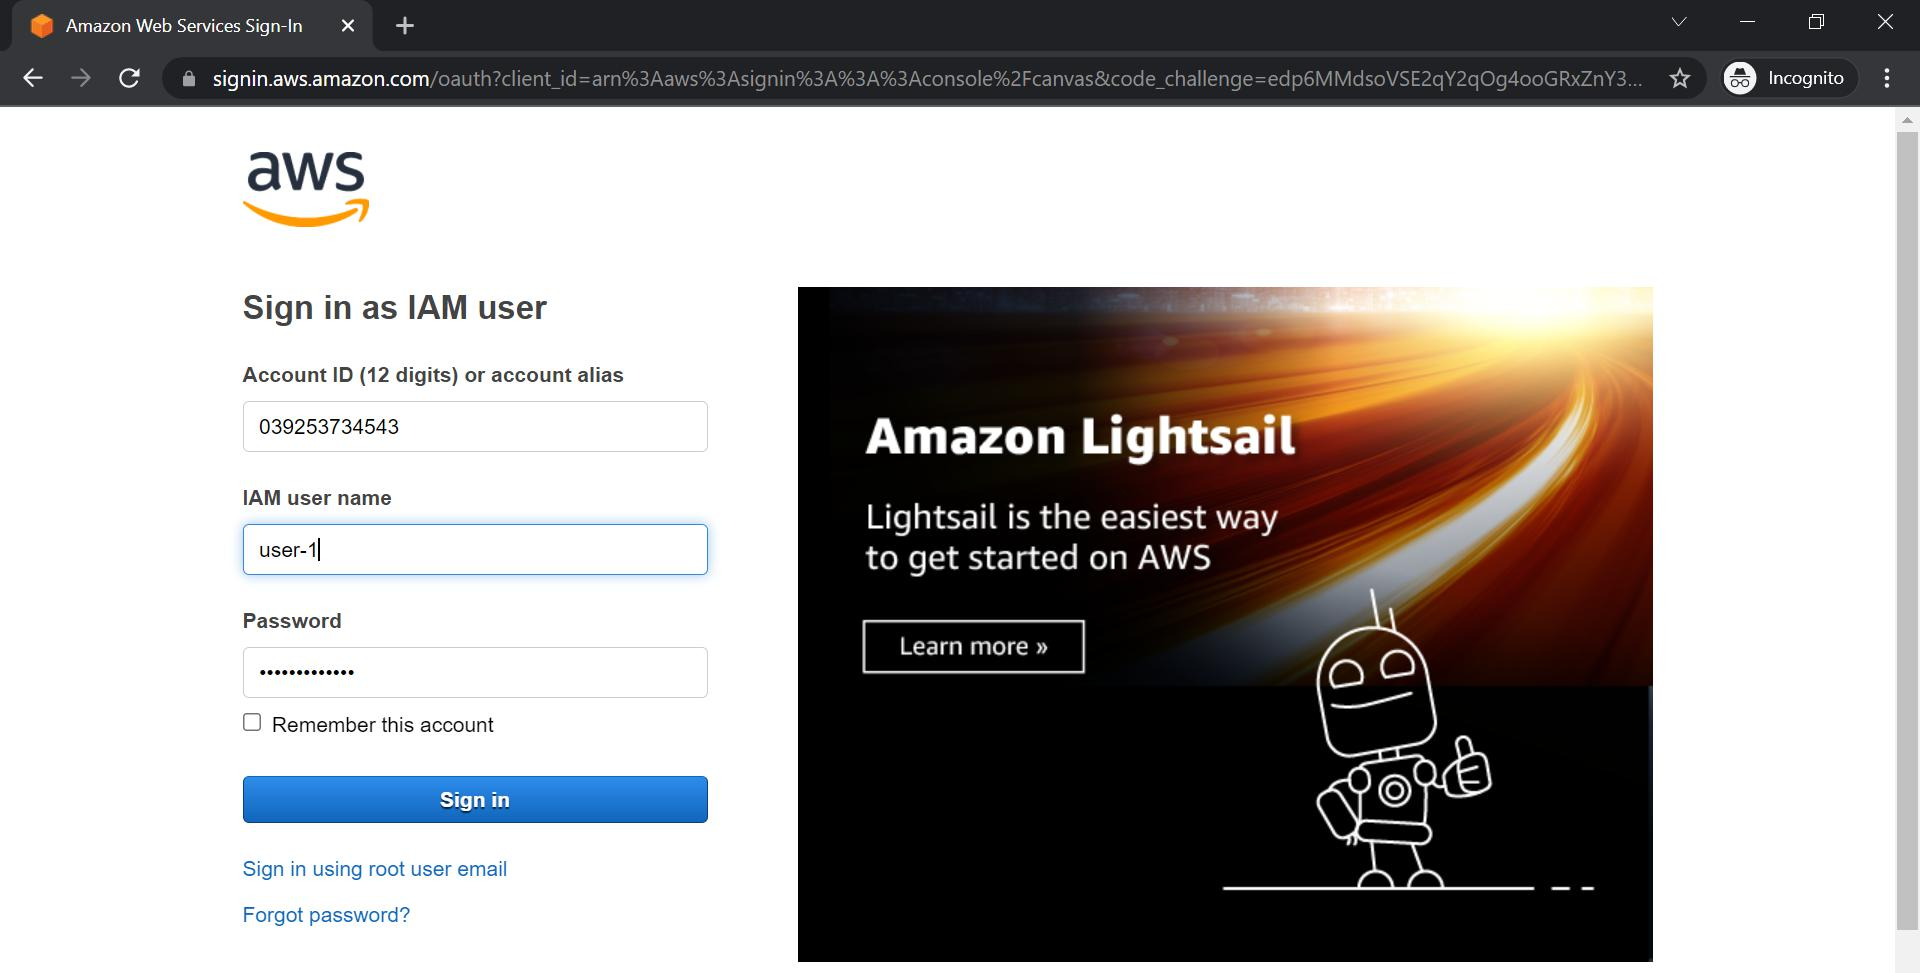 Amazon Web Services Sign-In
signin.aws.amazon.com/oauth?client_id=arn%3Aaws%3Asignin%3A%3A%3Aconsole%2Fcanvas&code_challenge=edp6MMdsoVSE2qY2qOg4ooGRxZnY3...
Incognito
aws
Sign in as IAM user
Account ID (12 digits) or account alias
039253734543
IAM user name
user-1
Password
•••••••••••••
Remember this account
Sign in
Sign in using root user email
Forgot password?
Amazon Lightsail
Lightsail is the easiest way
to get started on AWS
Learn more »